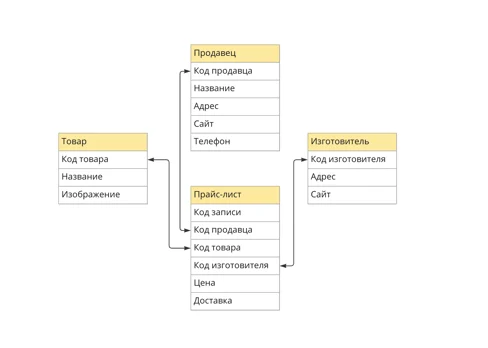 Продавец
Код продавца
Название
Адрес
Сайт
Телефон
Товар
Код товара
Название
Изображение
Изготовитель
Код изготовителя
Адрес
Сайт
Прайс-лист
Код записи
Код продавца
Код товара
Код изготовителя
Цена
Доставка